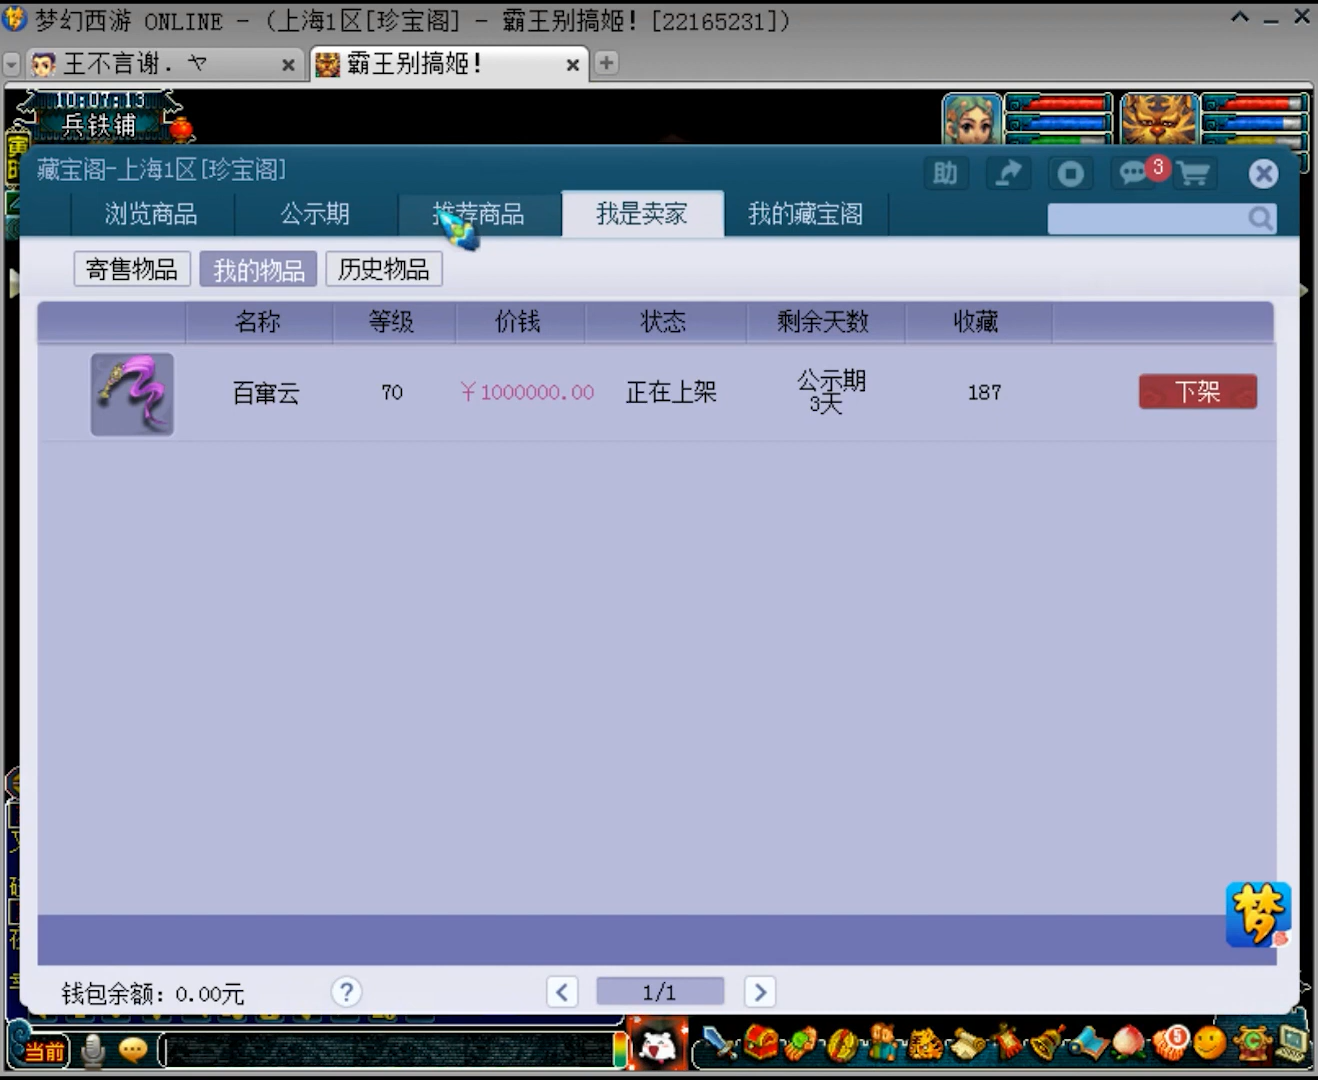 梦幻西游 ONLINE - (上海1区[珍宝阁] - 霸王别搞姬![22165231])
王不言谢.ヤ
霸王别搞姬!
10:07:13
兵铁铺
藏宝阁-上海1区[珍宝阁]
助
3
浏览商品 公示期 推荐商品 我是卖家 我的藏宝阁
寄售物品 我的物品 历史物品
名称 等级 价钱 状态 剩余天数 收藏
百窜云 70 ¥1000000.00 正在上架 公示期 187 下架
3天
梦
钱包余额: 0.00元 ? < 1/1 >
当前
5